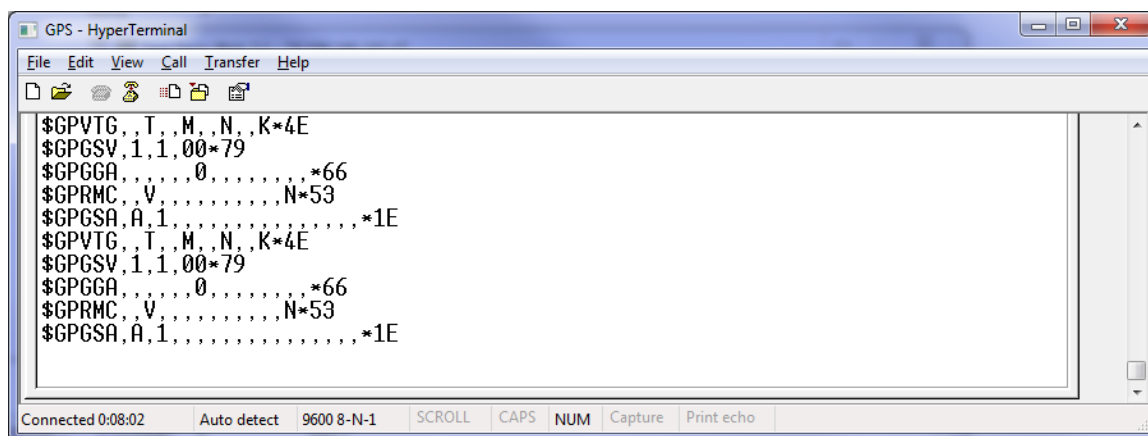 GPS - HyperTerminal
File Edit View Call Transfer Help
$GPVTG,,T,,M,,N,,K*4E
$GPGSV,1,1,00*79
$GPGGA,,,,,,0,,,,,,,,*66
$GPRMC,,V,,,,,,,,,,N*53
$GPGSA,A,1,,,,,,,,,,,,,,,*1E
$GPVTG,,T,,M,,N,,K*4E
$GPGSV,1,1,00*79
$GPGGA,,,,,,0,,,,,,,,*66
$GPRMC,,V,,,,,,,,,,N*53
$GPGSA,A,1,,,,,,,,,,,,,,,*1E
Connected 0:08:02 Auto detect 9600 8-N-1 SCROLL CAPS NUM Capture Print echo